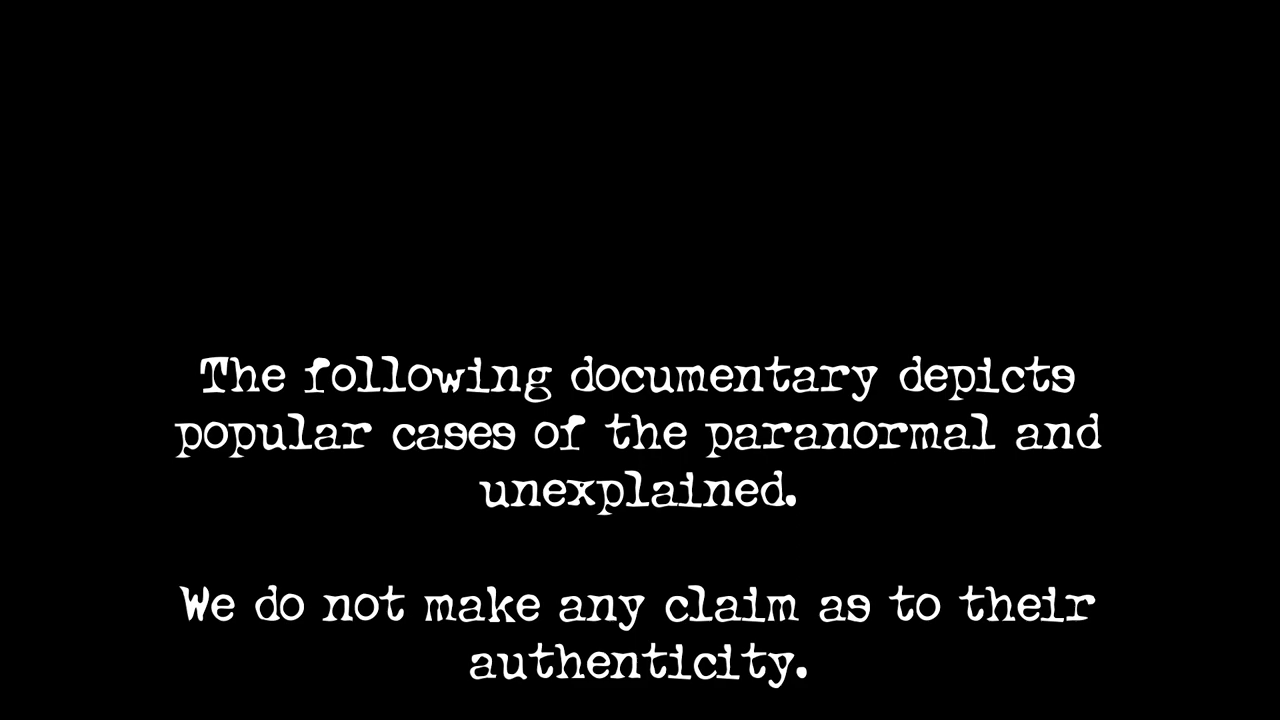 The following documentary depicts
popular cases of the paranormal and
unexplained.
We do not make any claim as to their
authenticity.